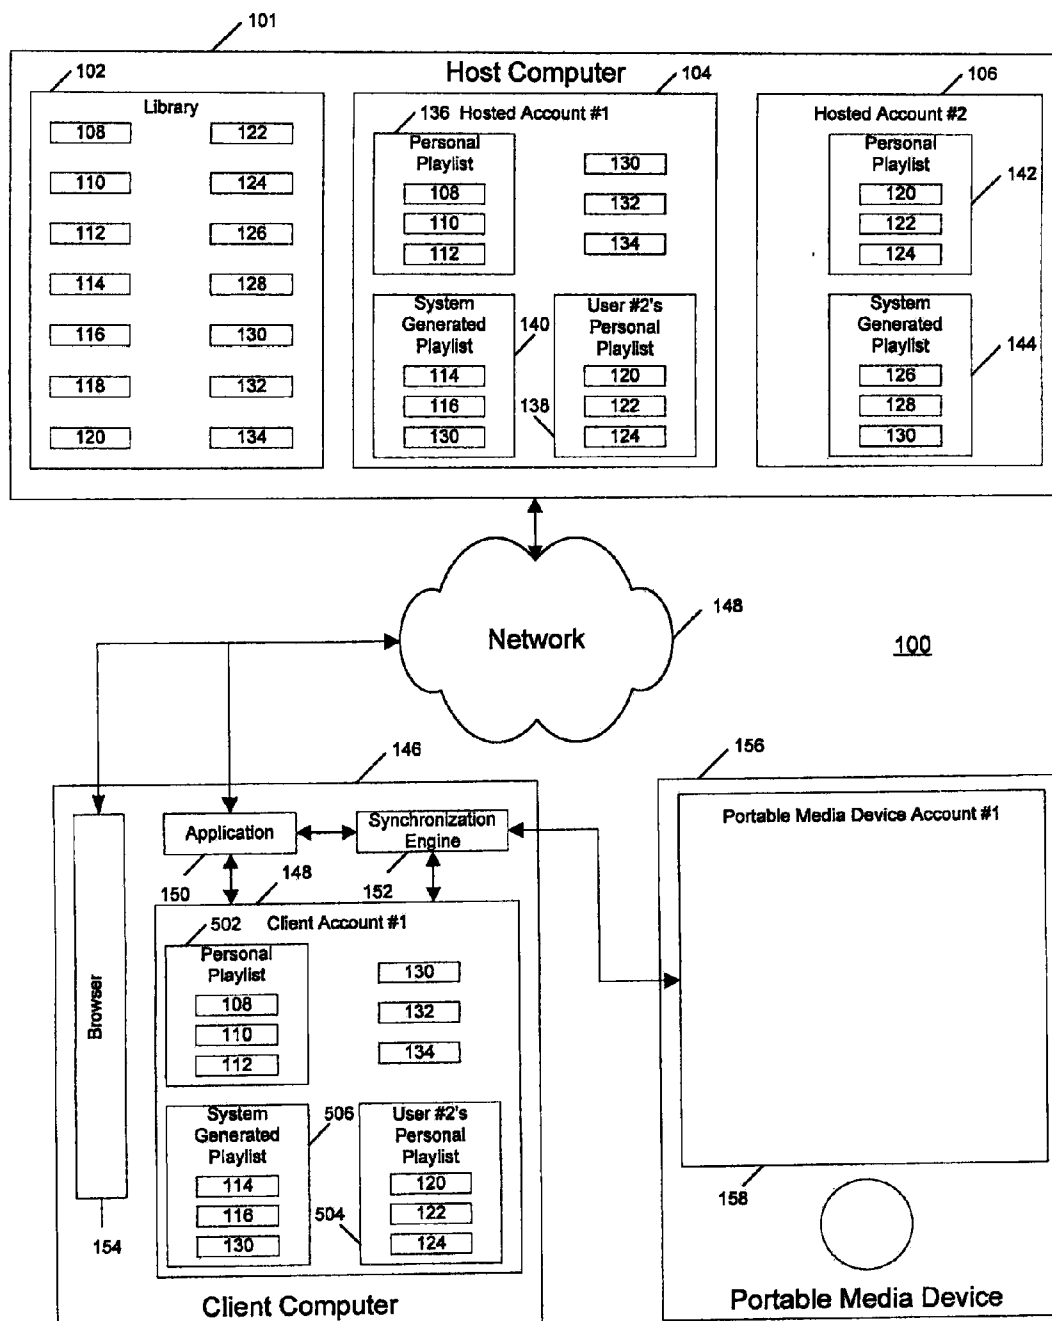 101
Host Computer
102
104
106
Library
108
122
110
124
112
126
114
128
116
130
118
132
120
134
136 Hosted Account #1
Personal
Playlist
108
110
112
130
132
134
System
Generated
Playlist
114
116
130
140
138
User #2's
Personal
Playlist
120
122
124
Hosted Account #2
Personal
Playlist
120
122
124
142
System
Generated
Playlist
126
128
130
144
Network
148
100
146
156
Application
Synchronization
Engine
150
148
152
Browser
154
502
Client Account #1
Personal
Playlist
108
110
112
130
132
134
System
Generated
Playlist
114
116
130
506
504
User #2's
Personal
Playlist
120
122
124
Client Computer
Portable Media Device Account #1
158
Portable Media Device